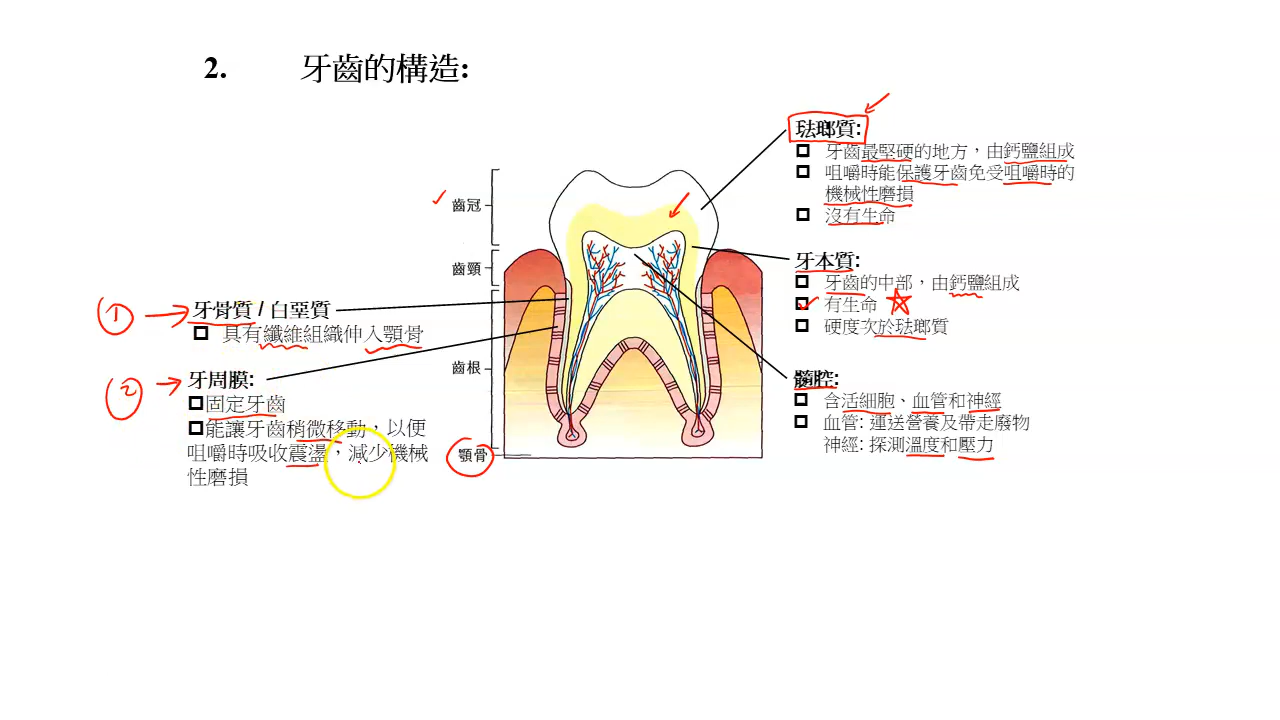 2. 牙齒的構造:
琺瑯質:
牙齒最堅硬的地方，由鈣鹽組成
咀嚼時能保護牙齒免受咀嚼時的
機械性磨損
沒有生命
牙本質:
牙齒的中部，由鈣鹽組成
有生命
硬度次於琺瑯質
髓腔:
含活細胞、血管和神經
血管: 運送營養及帶走廢物
神經: 探測溫度和壓力
齒冠
齒頸
齒根
顎骨
① 牙骨質 / 白堊質
具有纖維組織伸入顎骨
② 牙周膜:
固定牙齒
能讓牙齒稍微移動，以便
咀嚼時吸收震盪，減少機械
性磨損